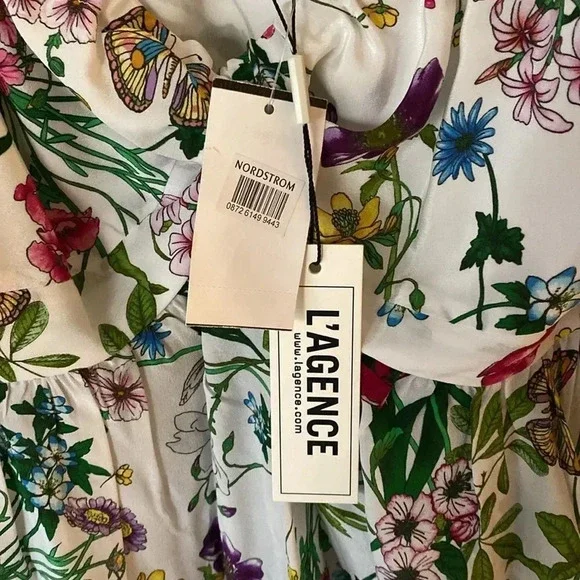 NORDSTROM
0872 6149 9443
L'AGENCE
www.lagence.com